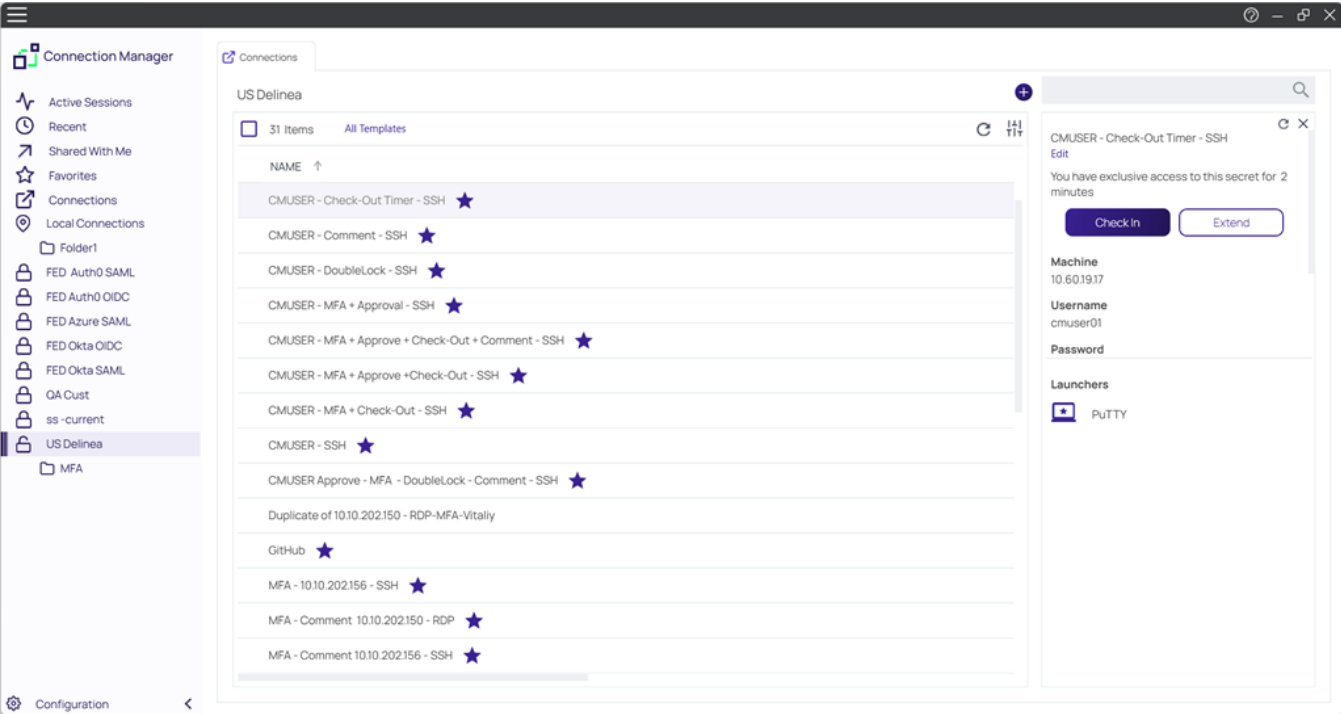 Connection Manager
Active Sessions
Recent
Shared With Me
Favorites
Connections
Local Connections
Folder1
FED Auth0 SAML
FED Auth0 OIDC
FED Azure SAML
FED Okta OIDC
FED Okta SAML
QA Cust
ss -current
US Delinea
MFA
Configuration
Connections
US Delinea
31 Items All Templates
NAME
CMUSER - Check-Out Timer - SSH
CMUSER - Comment - SSH
CMUSER - DoubleLock - SSH
CMUSER - MFA + Approval - SSH
CMUSER - MFA + Approve + Check-Out + Comment - SSH
CMUSER - MFA + Approve +Check-Out - SSH
CMUSER - MFA + Check-Out - SSH
CMUSER - SSH
CMUSER Approve - MFA - DoubleLock - Comment - SSH
Duplicate of 10.10.202.150 - RDP-MFA-Vitaliy
GitHub
MFA - 10.10.202.156 - SSH
MFA - Comment 10.10.202.150 - RDP
MFA - Comment 10.10.202.156 - SSH
CMUSER - Check-Out Timer - SSH
Edit
You have exclusive access to this secret for 2
minutes
Check In Extend
Machine
10.60.19.17
Username
cmuser01
Password
Launchers
PuTTY